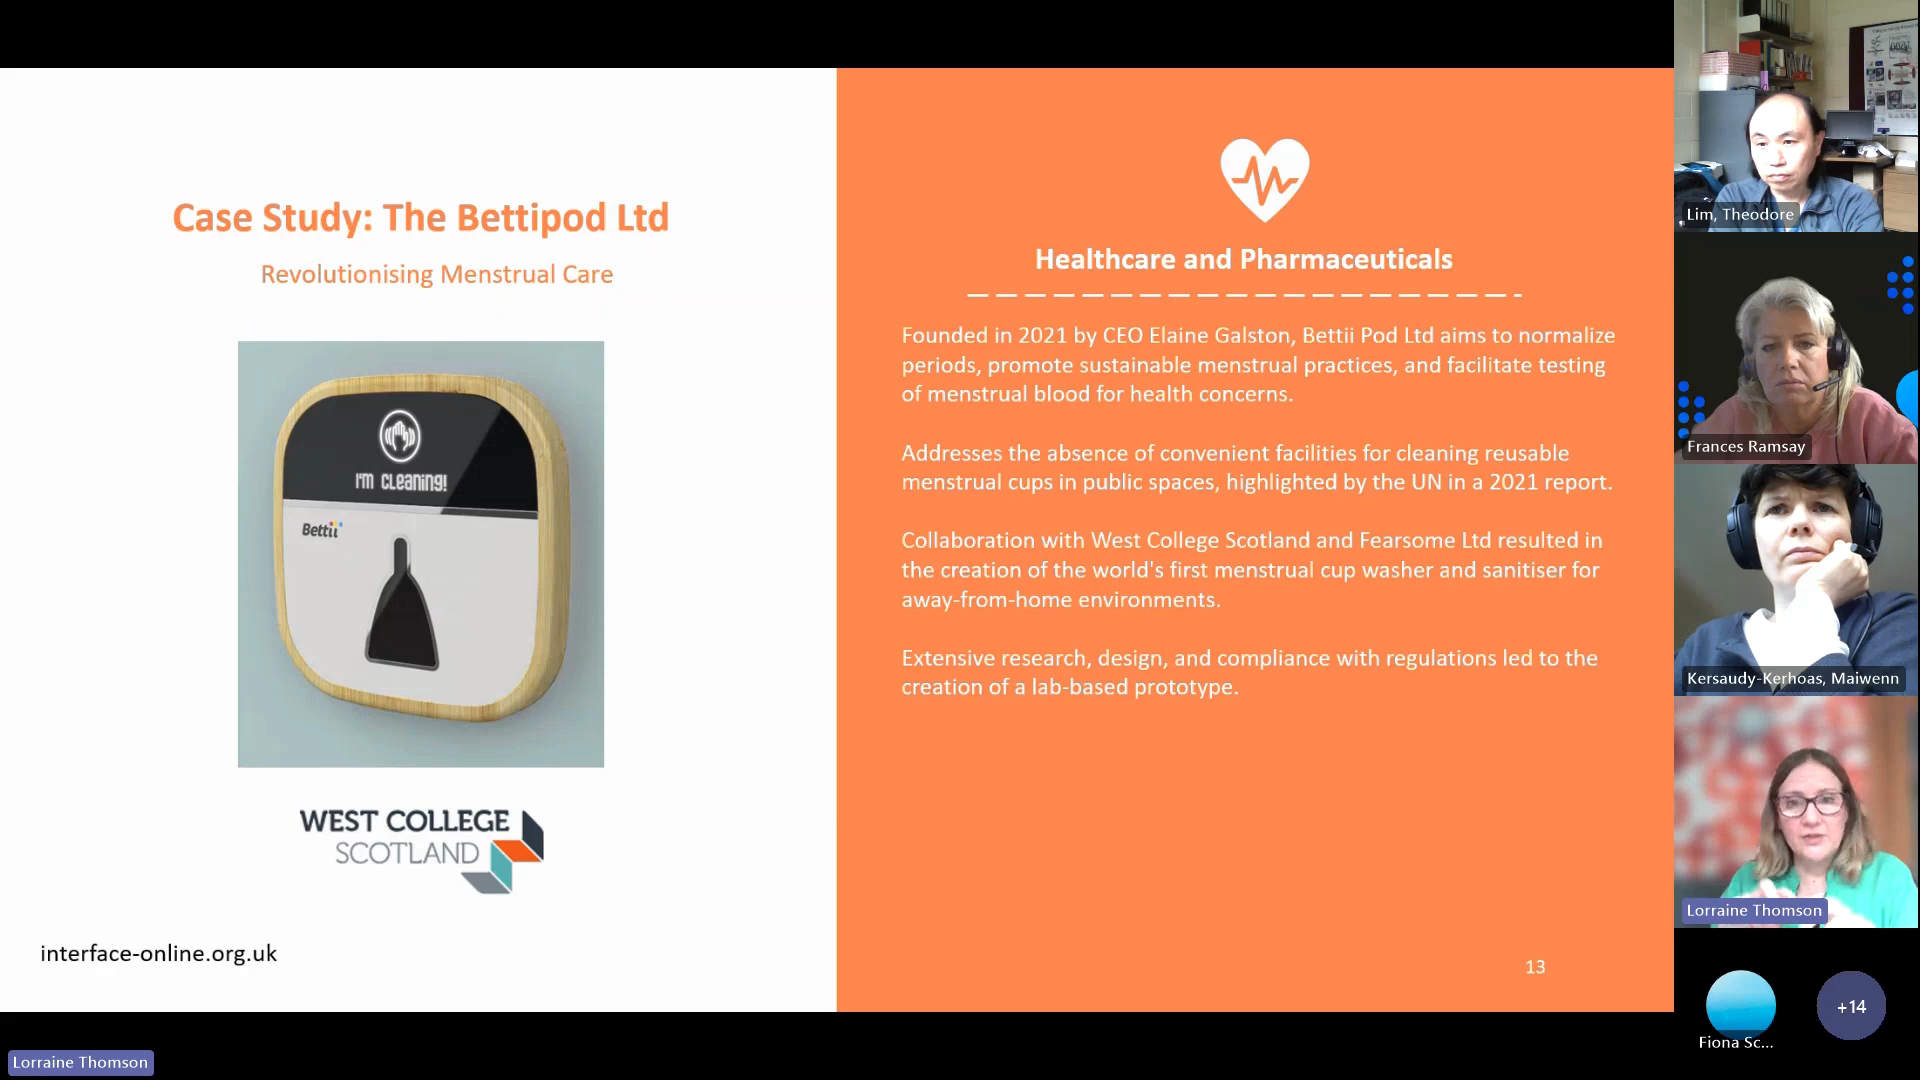 Case Study: The Bettipod Ltd
Revolutionising Menstrual Care
I'M CLEANING!
Bettii
WEST COLLEGE
SCOTLAND
interface-online.org.uk
Healthcare and Pharmaceuticals
Founded in 2021 by CEO Elaine Galston, Bettii Pod Ltd aims to normalize
periods, promote sustainable menstrual practices, and facilitate testing
of menstrual blood for health concerns.
Addresses the absence of convenient facilities for cleaning reusable
menstrual cups in public spaces, highlighted by the UN in a 2021 report.
Collaboration with West College Scotland and Fearsome Ltd resulted in
the creation of the world's first menstrual cup washer and sanitiser for
away-from-home environments.
Extensive research, design, and compliance with regulations led to the
creation of a lab-based prototype.
13
Lim, Theodore
Frances Ramsay
Kersaudy-Kerhoas, Maiwenn
Lorraine Thomson
Fiona Sc...
+14
Lorraine Thomson